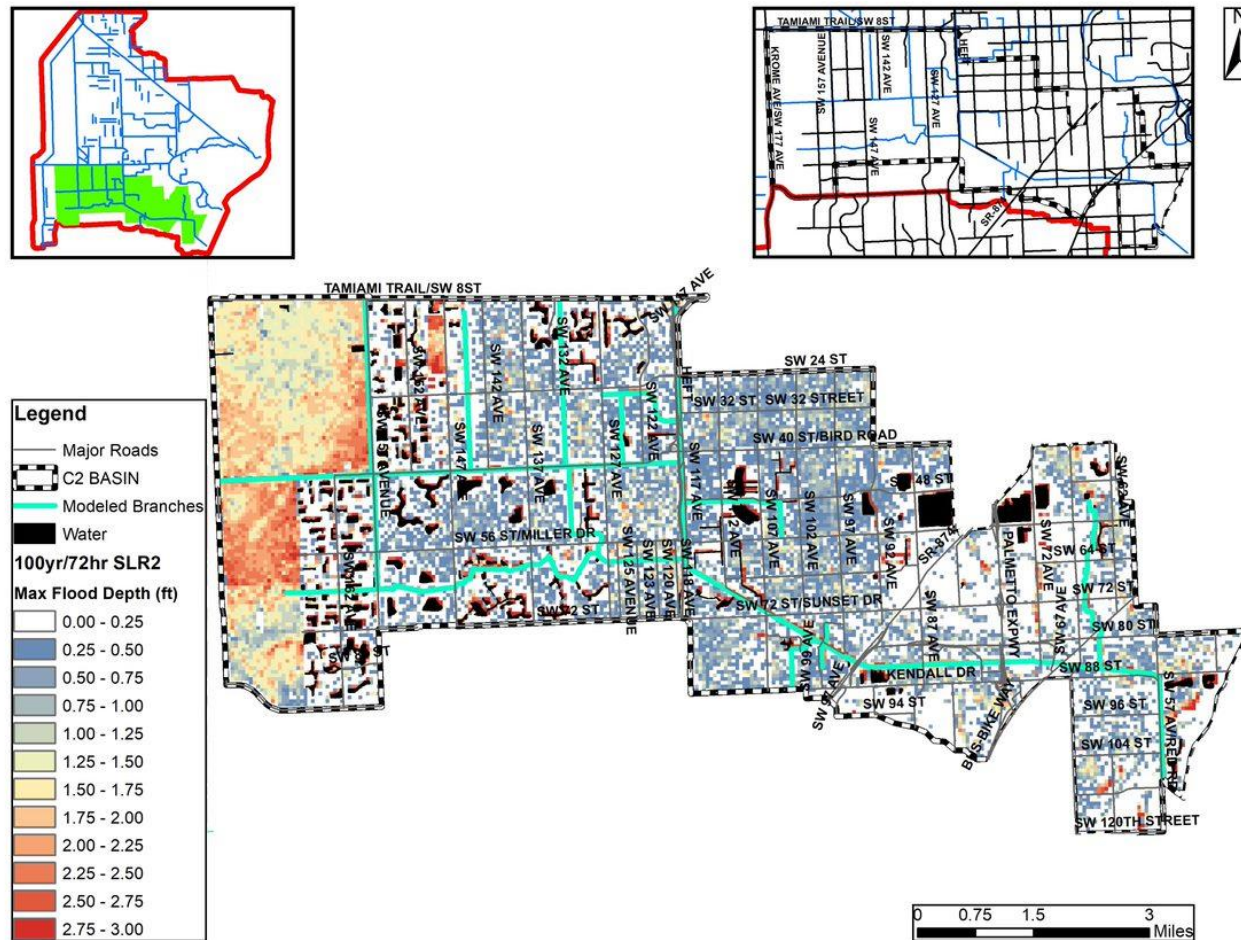 TAMIAMI TRAIL/SW 8ST
HEFT
KROME AVE/SW 177 AVE
SW 157 AVENUE
SW 142 AVE
SW 127 AVE
SW 147 AVE
SR-874
N
TAMIAMI TRAIL/SW 8ST
SW 132 AVE
SW 142 AVE
HEFT
SW 122 AVE
SW 24 ST
SW 32 ST
SW 32 STREET
SW 40 ST/BIRD ROAD
SW 147 AVE
SW 137 AVE
SW 127 AVE
SW 117 AVE
SW 56 ST/MILLER DR
SW 107 AVE
SW 102 AVE
SW 97 AVE
SW 92 AVE
SR-874
SW 125 AVENUE
SW 123 AVE
SW 120 AVE
SW 118 AVE
SW 72 ST
SW 72 ST/SUNSET DR
SW 87 AVE
PALMETO EXPWY
SW 72 AVE
SW 67 AVE
SW 64 ST
SW 72 ST
SW 80 ST
SW 99 AVE
KENDALL DR
SW 88 ST
SW 94 ST
SW 96 ST
SW 104 ST
SW 57 AV/RED RD
SW 120TH STREET
Legend
Major Roads
C2 BASIN
Modeled Branches
Water
100yr/72hr SLR2
Max Flood Depth (ft)
0.00 - 0.25
0.25 - 0.50
0.50 - 0.75
0.75 - 1.00
1.00 - 1.25
1.25 - 1.50
1.50 - 1.75
1.75 - 2.00
2.00 - 2.25
2.25 - 2.50
2.50 - 2.75
2.75 - 3.00
0 0.75 1.5 3
Miles